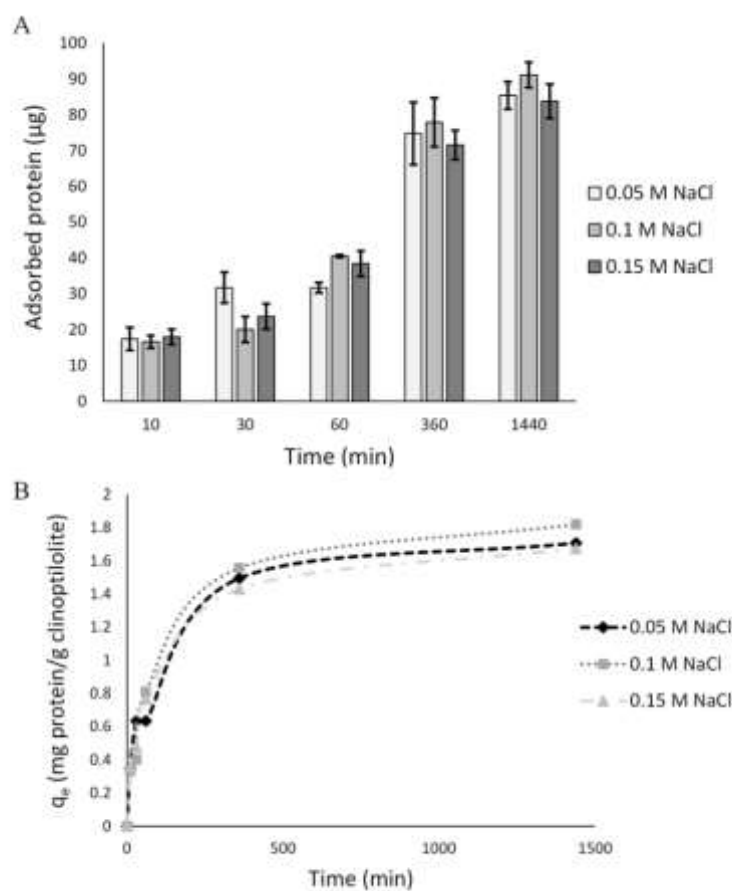 A
100
90
80
70
60
50
40
30
20
10
0
Adsorbed protein (µg)
10 30 60 360 1440
Time (min)
0.05 M NaCl
0.1 M NaCl
0.15 M NaCl
B
2
1.8
1.6
1.4
1.2
1
0.8
0.6
0.4
0.2
0
qₑ (mg protein/g clinoptilolite)
0 500 1000 1500
Time (min)
0.05 M NaCl
0.1 M NaCl
0.15 M NaCl